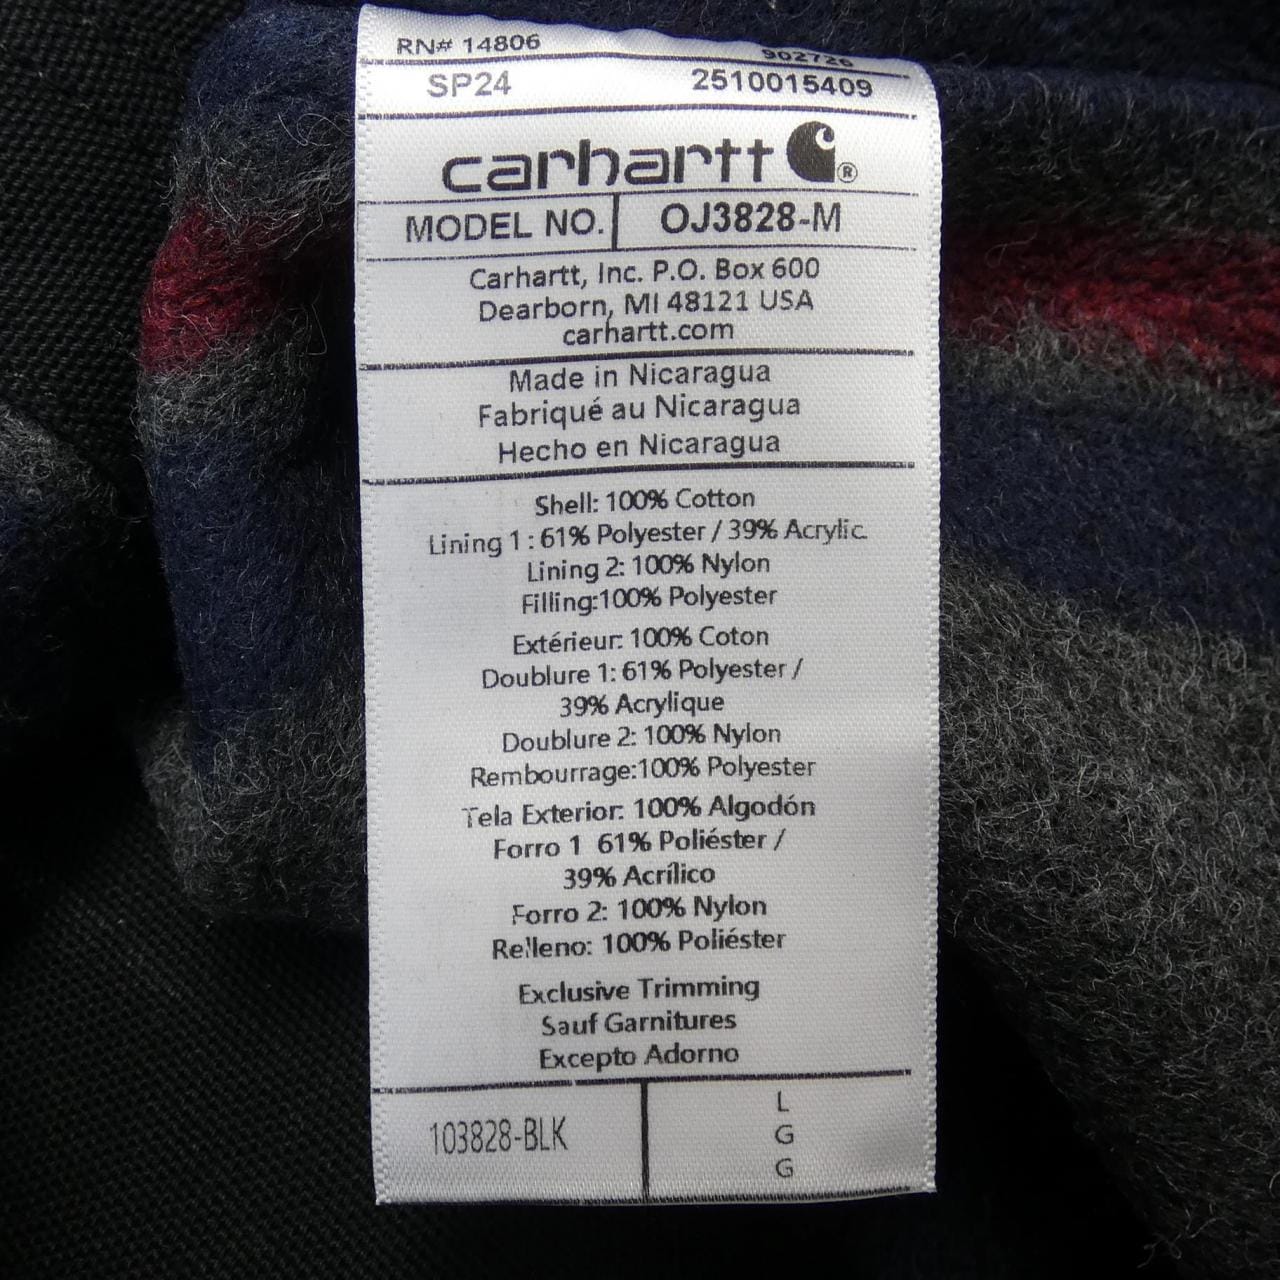 RN# 14806 902726
SP24 2510015409
carhartt ®
MODEL NO. OJ3828-M
Carhartt, Inc. P.O. Box 600
Dearborn, MI 48121 USA
carhartt.com
Made in Nicaragua
Fabriqué au Nicaragua
Hecho en Nicaragua
Shell: 100% Cotton
Lining 1 : 61% Polyester / 39% Acrylic
Lining 2: 100% Nylon
Filling:100% Polyester
Extérieur: 100% Coton
Doublure 1: 61% Polyester /
39% Acrylique
Doublure 2: 100% Nylon
Rembourrage:100% Polyester
Tela Exterior: 100% Algodón
Forro 1 61% Poliéster /
39% Acrílico
Forro 2: 100% Nylon
Relleno: 100% Poliéster
Exclusive Trimming
Sauf Garnitures
Excepto Adorno
103828-BLK
L
G
G